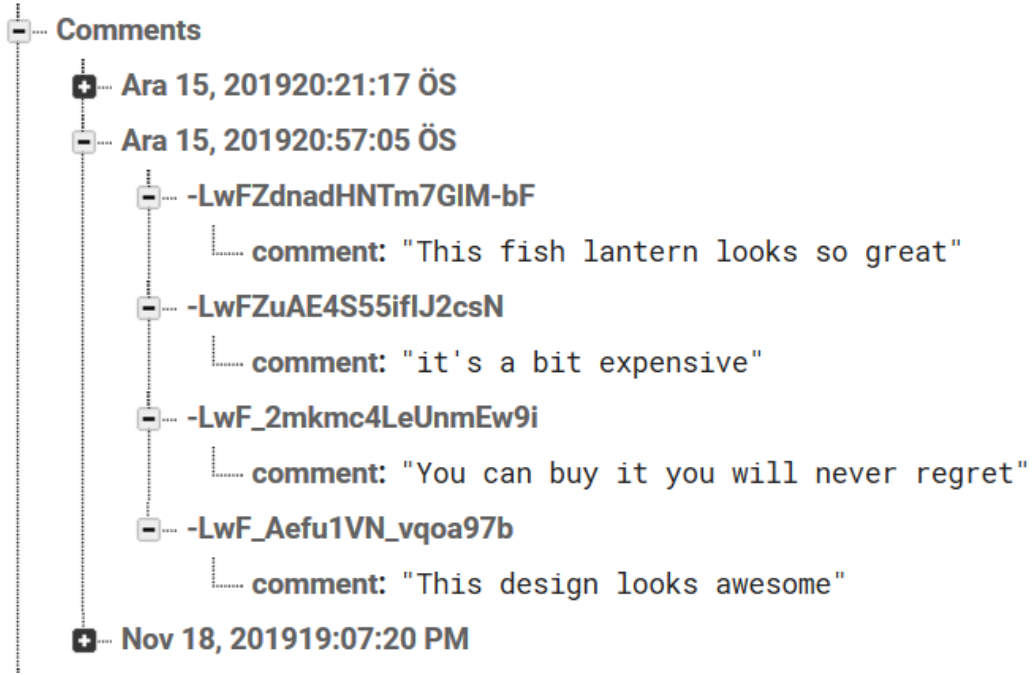 Comments
Ara 15, 201920:21:17 ÖS
Ara 15, 201920:57:05 ÖS
-LwFZdnadHNTm7GlM-bF
comment: "This fish lantern looks so great"
-LwFZuAE4S55iflJ2csN
comment: "it's a bit expensive"
-LwF_2mkmc4LeUnmEw9i
comment: "You can buy it you will never regret"
-LwF_Aefu1VN_vqoa97b
comment: "This design looks awesome"
Nov 18, 201919:07:20 PM